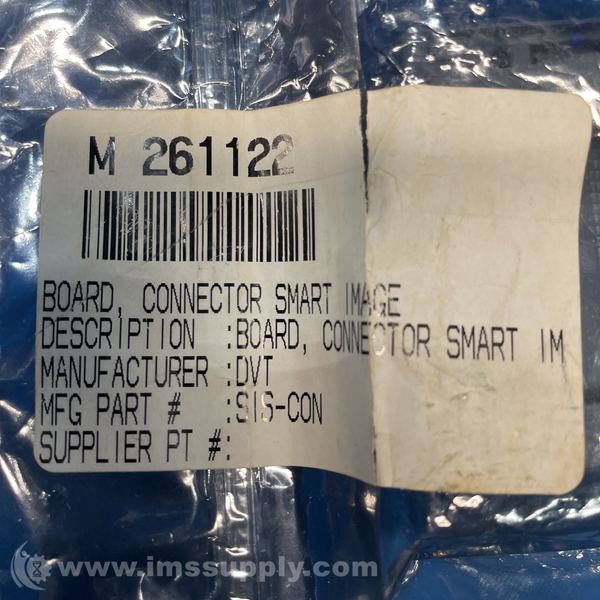 M 261122
BOARD, CONNECTOR SMART IMAGE
DESCRIPTION :BOARD, CONNECTOR SMART IM
MANUFACTURER :DVT
MFG PART # :SIS-CON
SUPPLIER PT #:
www.imssupply.com